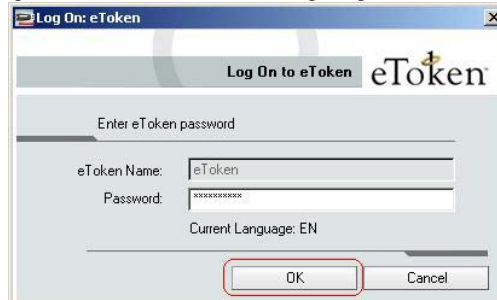 Log On: eToken
Log On to eToken eToken
Enter eToken password
eToken Name: eToken
Password: **********
Current Language: EN
OK Cancel